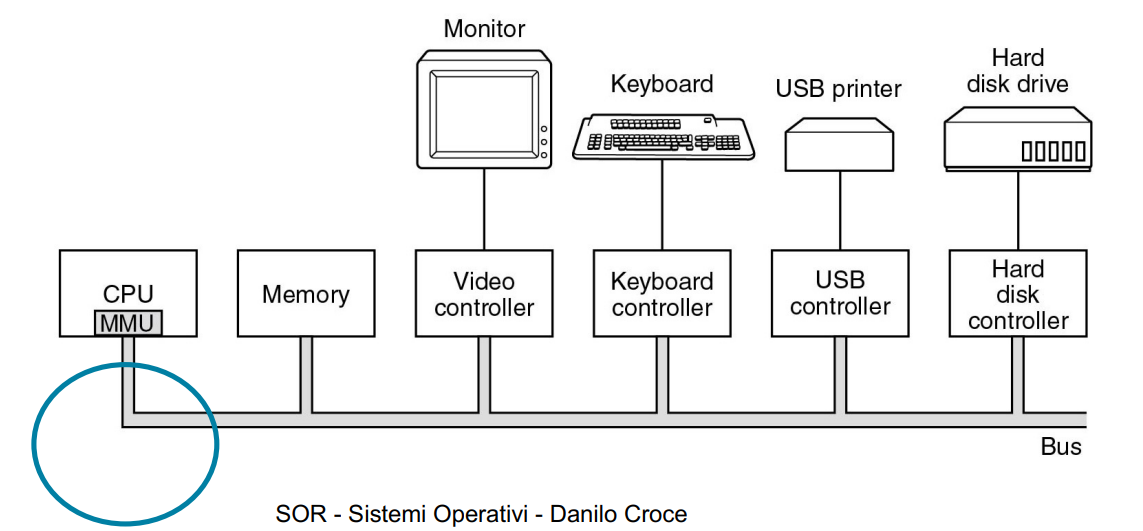 Monitor
Keyboard
USB printer
Hard
disk drive
CPU
MMU
Memory
Video
controller
Keyboard
controller
USB
controller
Hard
disk
controller
Bus
SOR - Sistemi Operativi - Danilo Croce